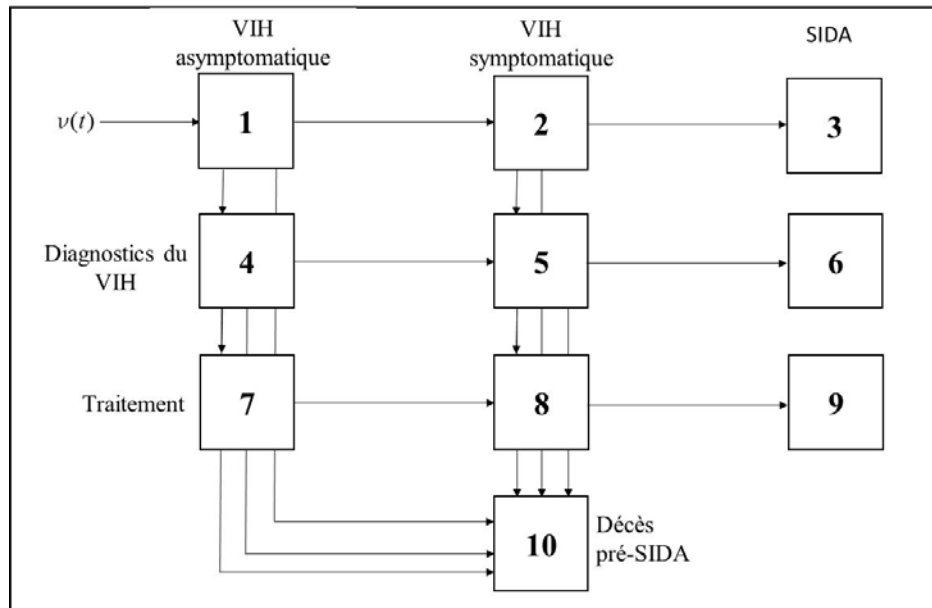 VIH
asymptomatique
VIH
symptomatique
SIDA
ν(t)
1
2
3
Diagnostics du
VIH
4
5
6
Traitement
7
8
9
10
Décès
pré-SIDA